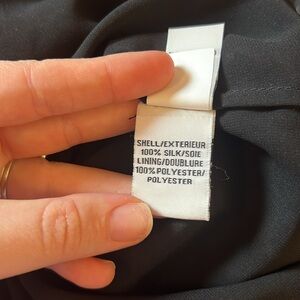 SHELL/EXTERIEUR
100% SILK/SOIE
LINING/DOUBLURE
100% POLYESTER/
POLYESTER